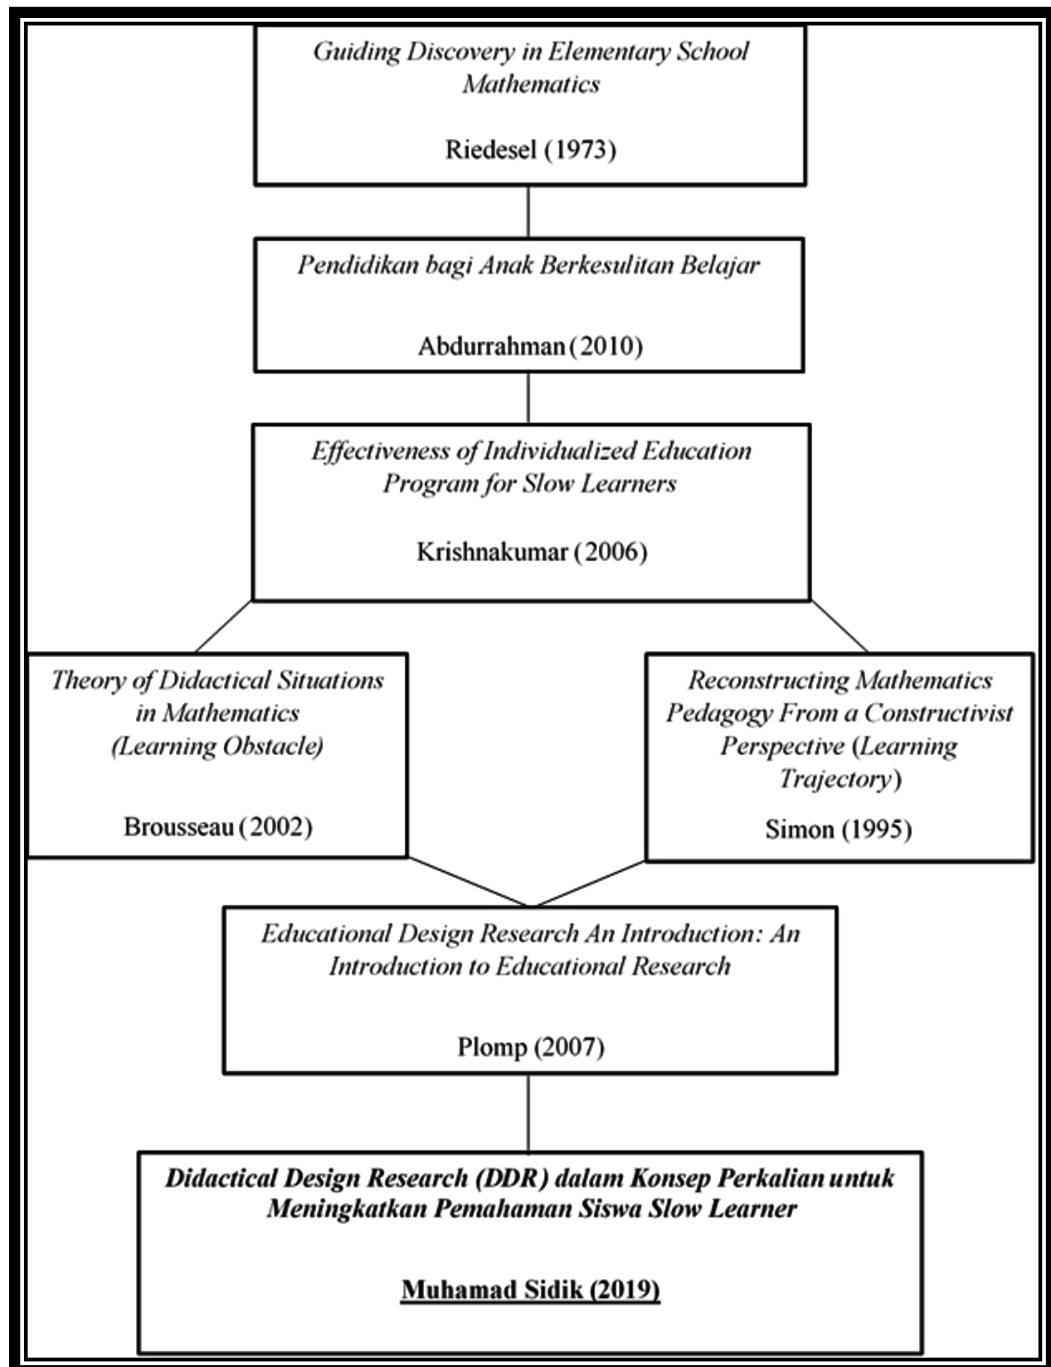 Guiding Discovery in Elementary School
Mathematics
Riedesel (1973)
Pendidikan bagi Anak Berkesulitan Belajar
Abdurrahman (2010)
Effectiveness of Individualized Education
Program for Slow Learners
Krishnakumar (2006)
Theory of Didactical Situations
in Mathematics
(Learning Obstacle)
Brousseau (2002)
Reconstructing Mathematics
Pedagogy From a Constructivist
Perspective (Learning
Trajectory)
Simon (1995)
Educational Design Research An Introduction: An
Introduction to Educational Research
Plomp (2007)
Didactical Design Research (DDR) dalam Konsep Perkalian untuk
Meningkatkan Pemahaman Siswa Slow Learner
Muhamad Sidik (2019)